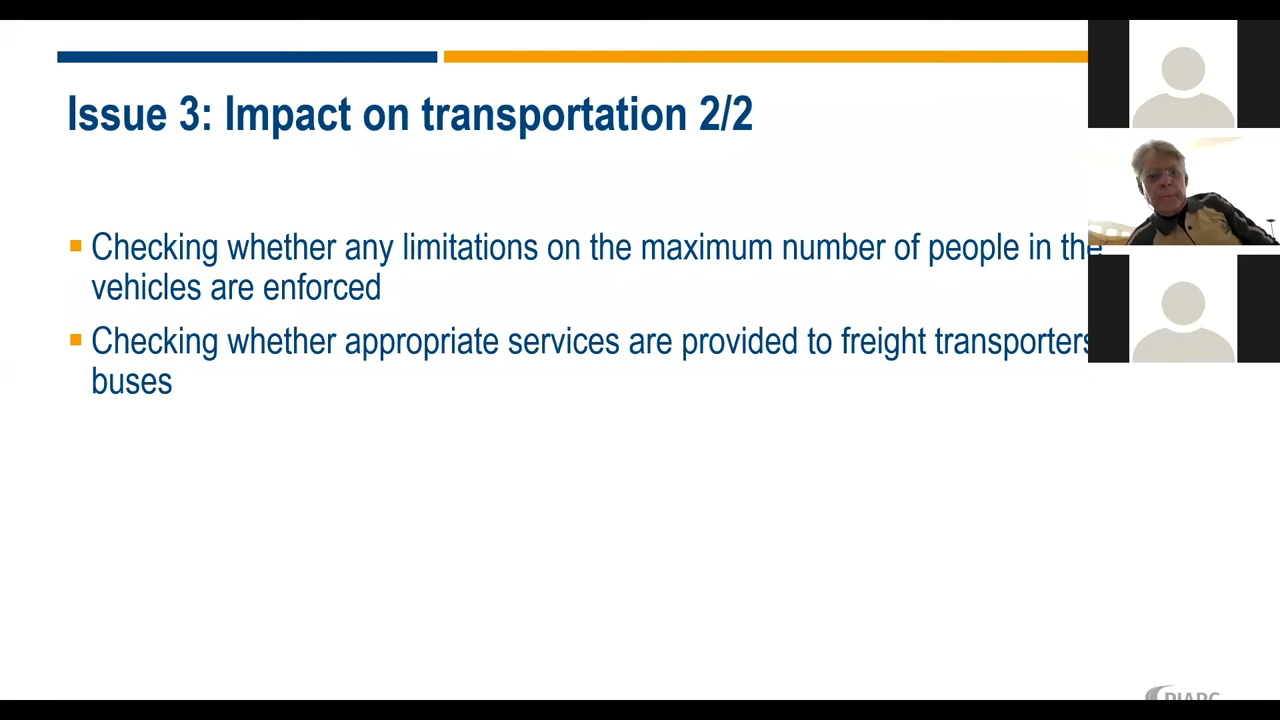 Issue 3: Impact on transportation 2/2
Checking whether any limitations on the maximum number of people in the
vehicles are enforced
Checking whether appropriate services are provided to freight transporters
buses
PIARC